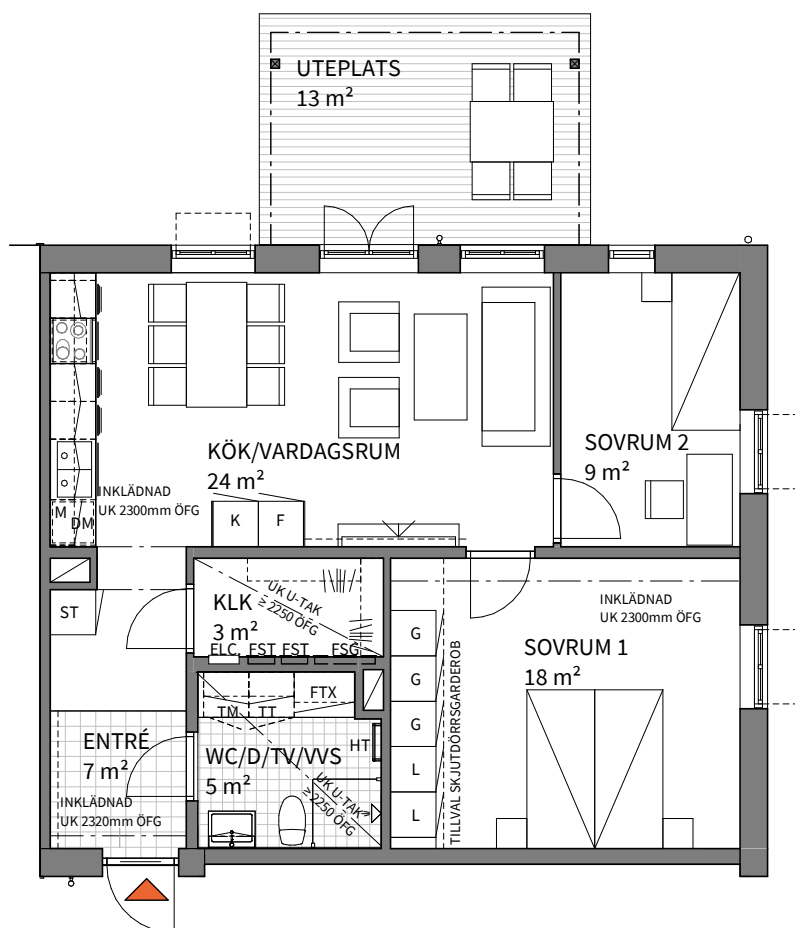 UTEPLATS
13 m²
KÖK/VARDAGSRUM
24 m²
SOVRUM 2
9 m²
INKLÄDNAD
UK 2300mm ÖFG
M
DM
K
F
ST
KLK
3 m²
UK U-TAK
≥ 2250 ÖFG
ELC
FST
FST
FSG
INKLÄDNAD
UK 2300mm ÖFG
SOVRUM 1
18 m²
G
G
G
L
L
TILLVAL SKJUTDÖRRSGARDEROB
FTX
TM
TT
HT
WC/D/TV/VVS
5 m²
UK U-TAK
≥ 2250 ÖFG
ENTRÉ
7 m²
INKLÄDNAD
UK 2320mm ÖFG